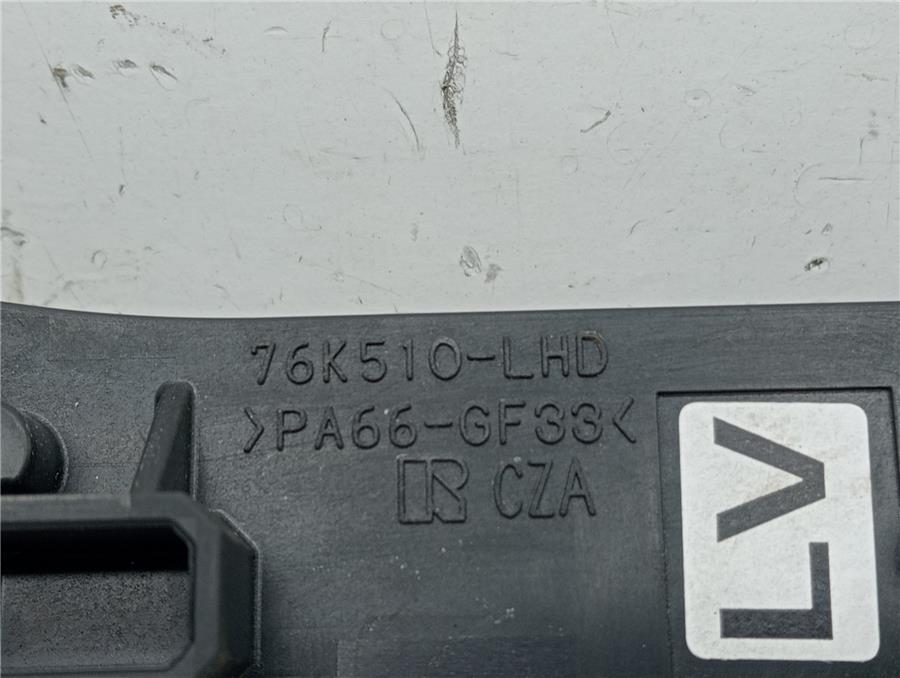 76K510-LHD
>PA66-GF33<
R CZA
LV